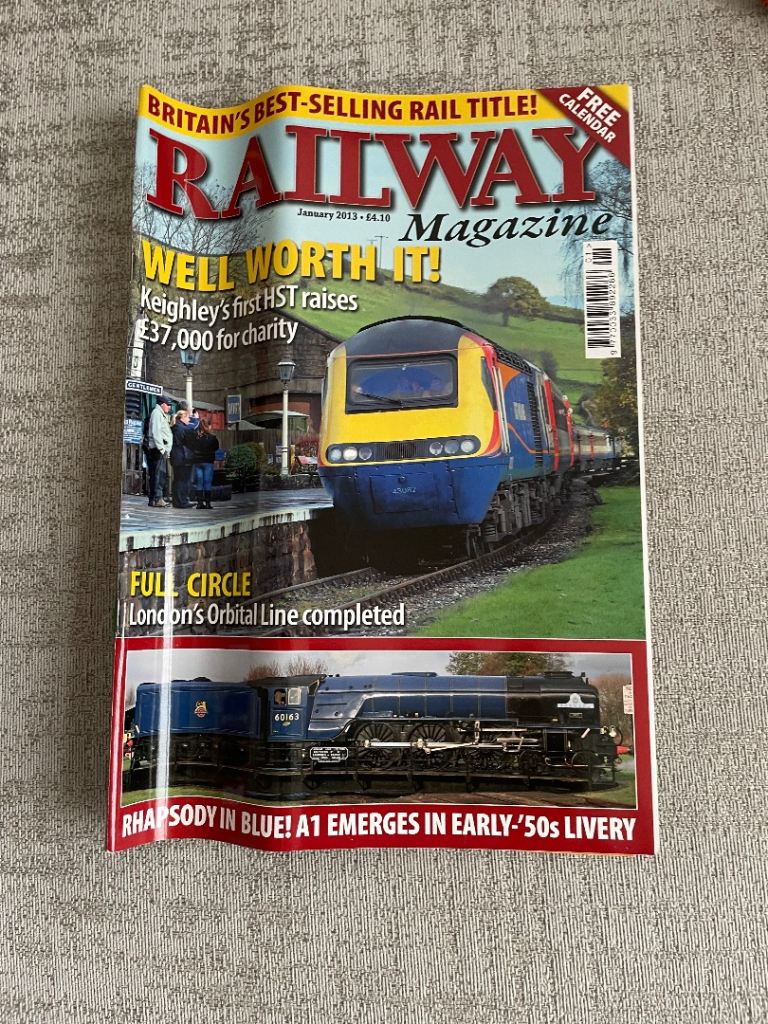 BRITAIN'S BEST-SELLING RAIL TITLE!
FREE
CALENDAR
RAILWAY
Magazine
January 2013 • £4.10
WELL WORTH IT!
Keighley's first HST raises
£37,000 for charity
GENTLEMEN
FULL CIRCLE
London's Orbital Line completed
60163
RHAPSODY IN BLUE! A1 EMERGES IN EARLY-'50s LIVERY